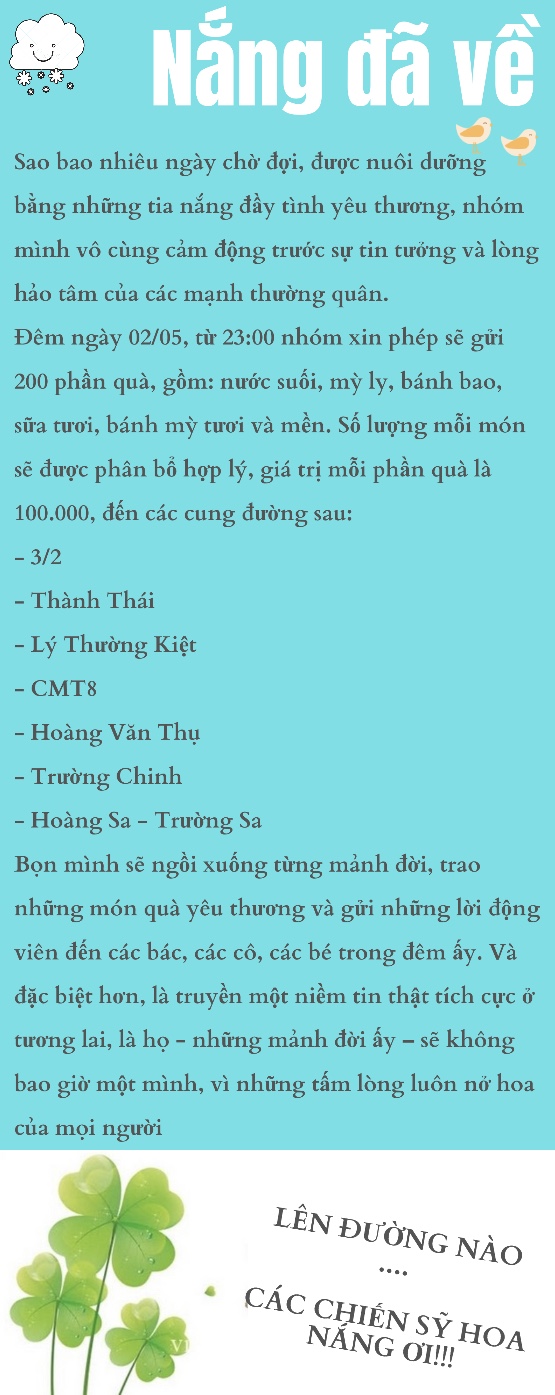 Nắng đã về
Sao bao nhiêu ngày chờ đợi, được nuôi dưỡng
bằng những tia nắng đầy tình yêu thương, nhóm
mình vô cùng cảm động trước sự tin tưởng và lòng
hảo tâm của các mạnh thường quân.
Đêm ngày 02/05, từ 23:00 nhóm xin phép sẽ gửi
200 phần quà, gồm: nước suối, mỳ ly, bánh bao,
sữa tươi, bánh mỳ tươi và mền. Số lượng mỗi món
sẽ được phân bổ hợp lý, giá trị mỗi phần quà là
100.000, đến các cung đường sau:
- 3/2
- Thành Thái
- Lý Thường Kiệt
- CMT8
- Hoàng Văn Thụ
- Trường Chinh
- Hoàng Sa - Trường Sa
Bọn mình sẽ ngồi xuống từng mảnh đời, trao
những món quà yêu thương và gửi những lời động
viên đến các bác, các cô, các bé trong đêm ấy. Và
đặc biệt hơn, là truyền một niềm tin thật tích cực ở
tương lai, là họ - những mảnh đời ấy – sẽ không
bao giờ một mình, vì những tấm lòng luôn nở hoa
của mọi người
LÊN ĐƯỜNG NÀO
....
CÁC CHIẾN SỸ HOA
NẮNG ƠI!!!